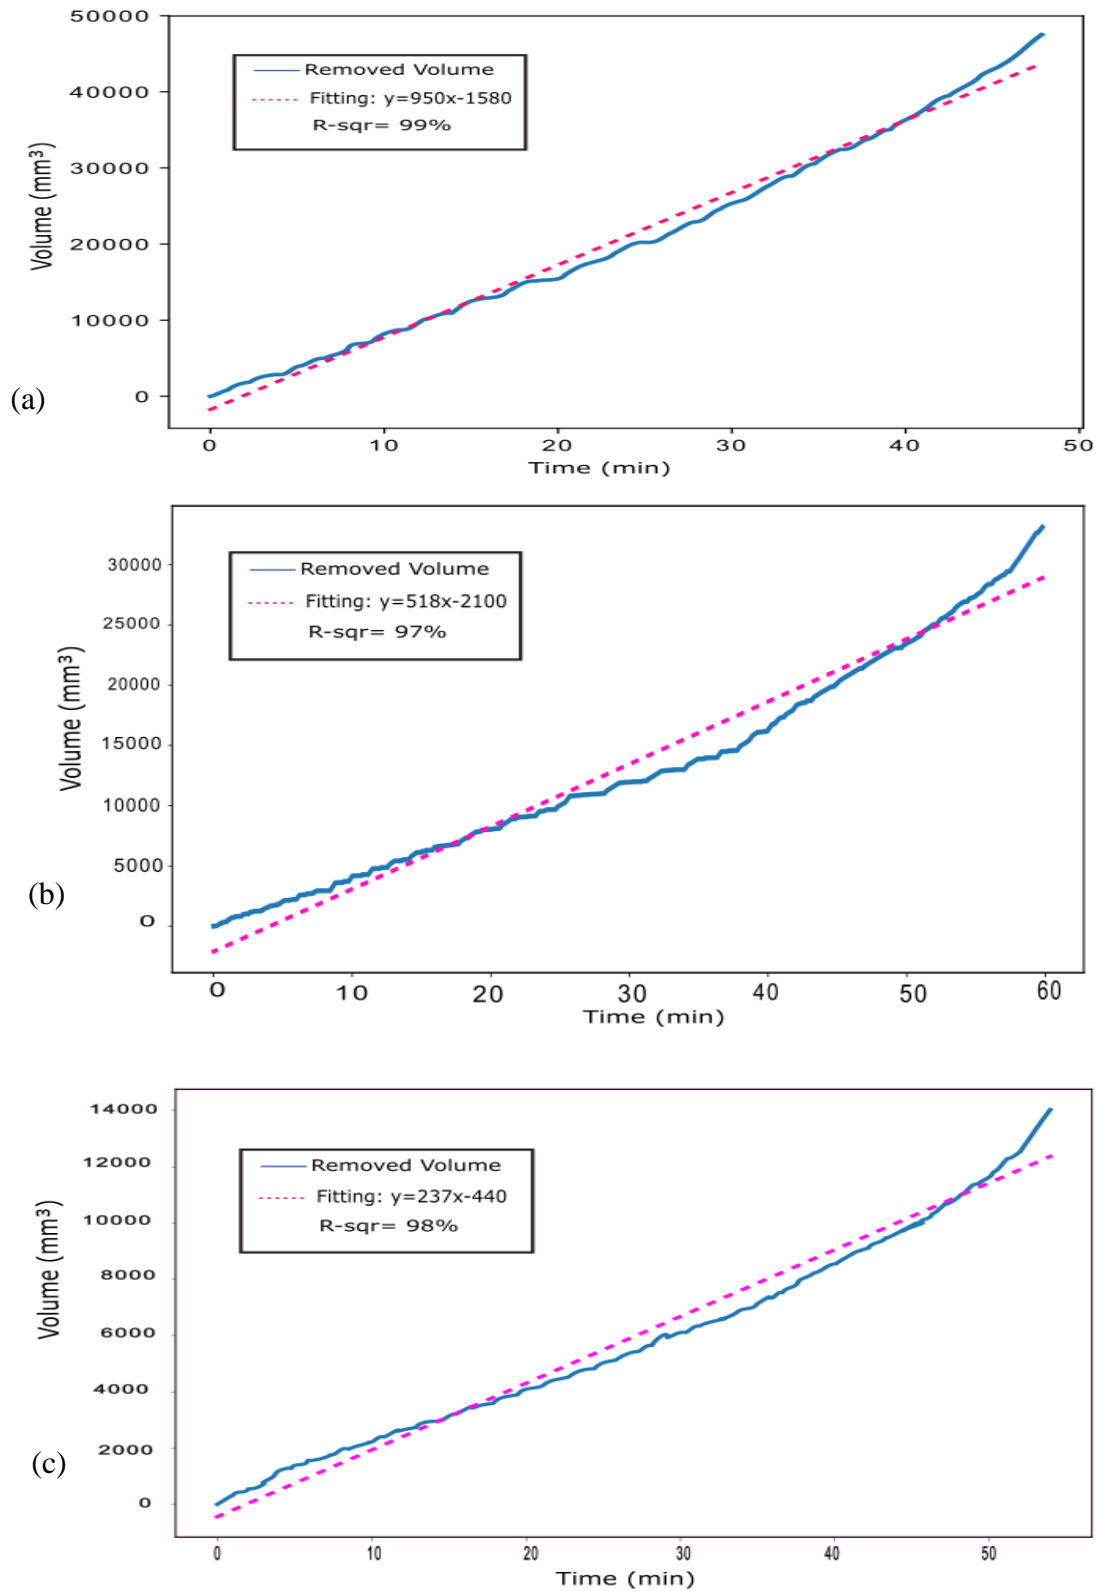 50000
40000
30000
20000
10000
0
Volume (mm³)
Removed Volume
Fitting: y=950x-1580
R-sqr= 99%
(a)
0 10 20 30 40 50
Time (min)
30000
25000
20000
15000
10000
5000
0
Volume (mm³)
Removed Volume
Fitting: y=518x-2100
R-sqr= 97%
(b)
0 10 20 30 40 50 60
Time (min)
14000
12000
10000
8000
6000
4000
2000
0
Volume (mm³)
Removed Volume
Fitting: y=237x-440
R-sqr= 98%
(c)
0 10 20 30 40 50
Time (min)